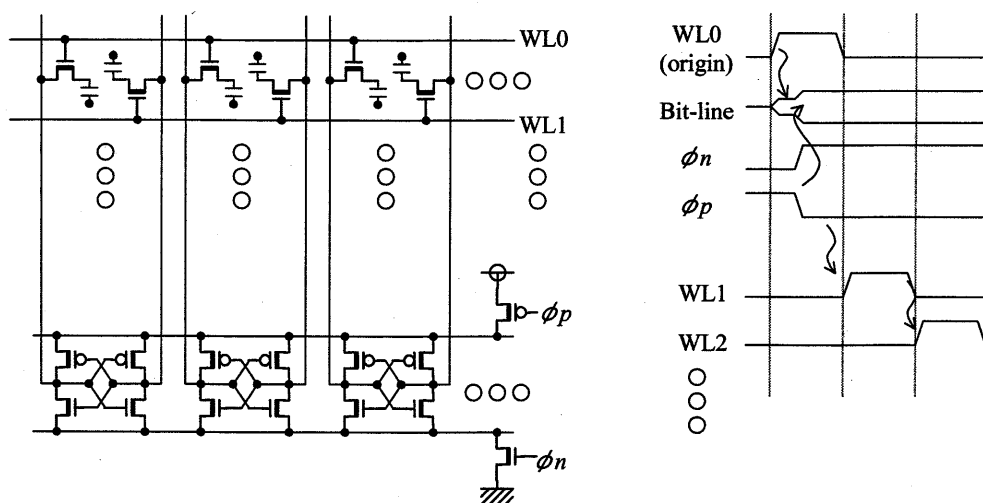 WL0
WL1
ϕp
ϕn
WL0
(origin)
Bit-line
ϕn
ϕp
WL1
WL2